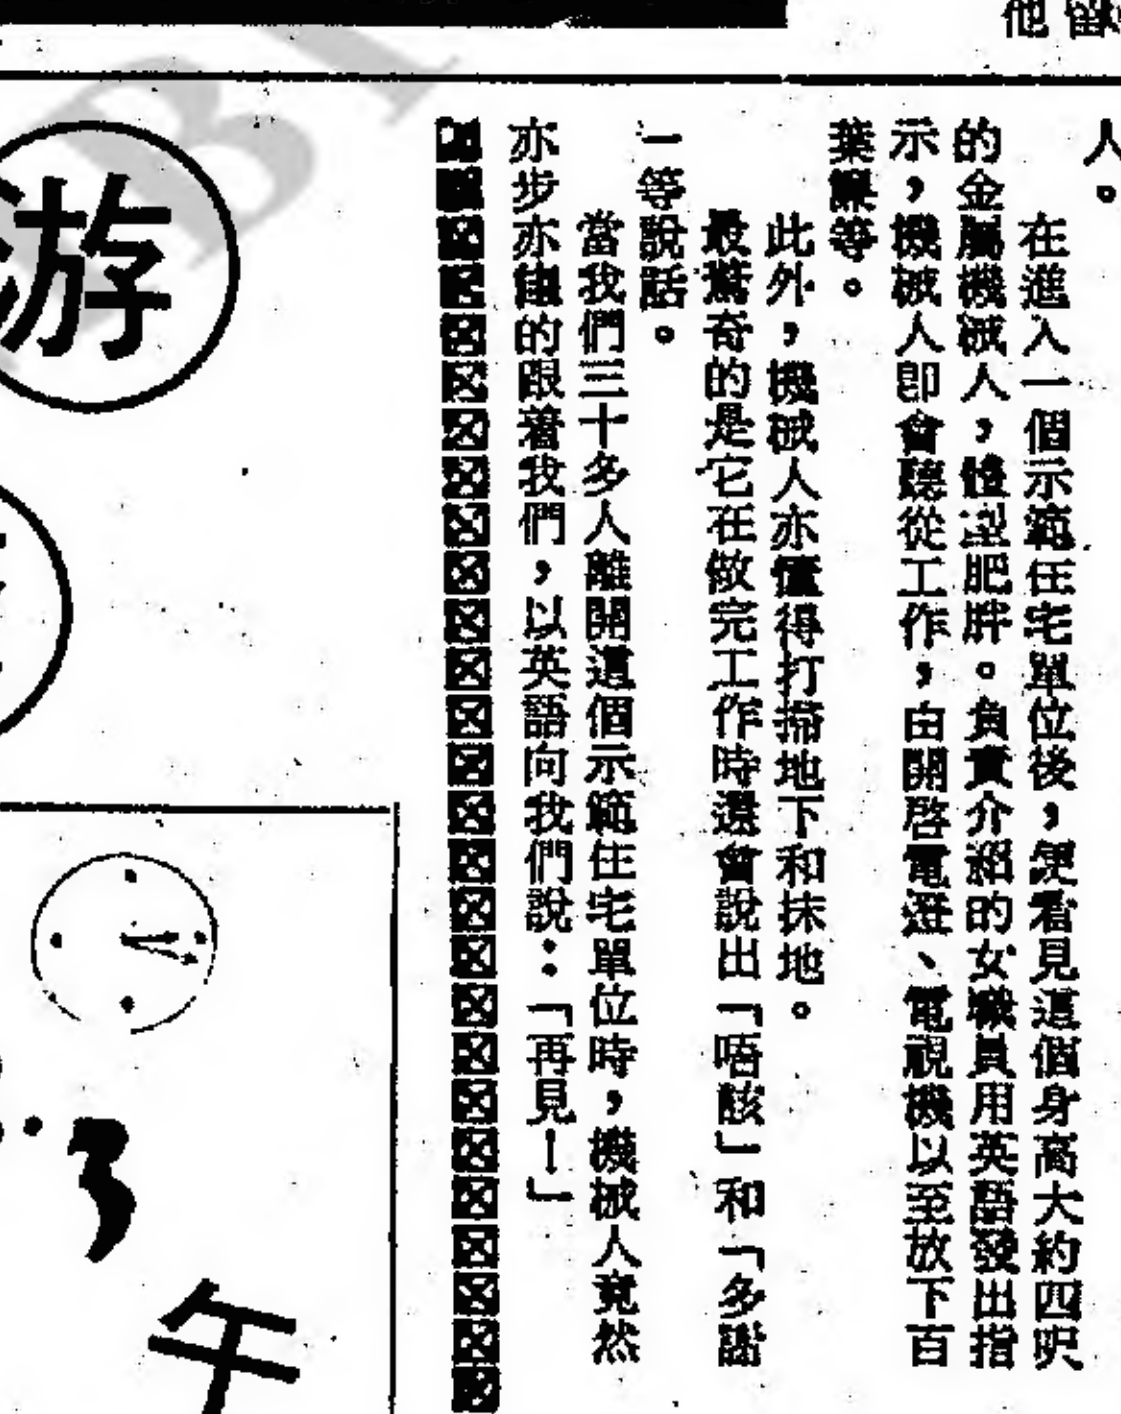 他留
人。
在進入一個示範住宅單位後，便看見這個身高大約四呎
的金屬機械人，體型肥胖。負責介紹的女職員用英語發出指
示，機械人即會聽從工作，由開啓電燈、電視機以至放下百
葉簾等。
此外，機械人亦懂得打掃地下和抹地。
最驚奇的是它在做完工作時還會說出「唔該」和「多謝
」等說話。
當我們三十多人離開這個示範住宅單位時，機械人竟然
亦步亦趨的跟着我們，以英語向我們說：「再見！」
游
3
午